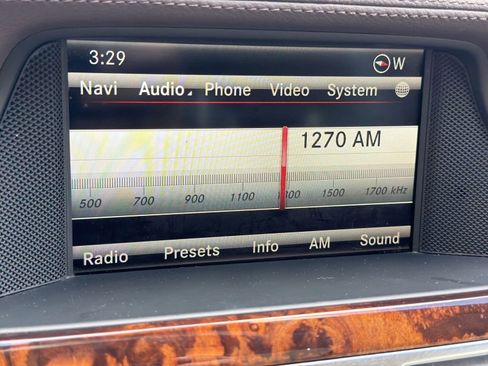 3:29 W
Navi Audio Phone Video System
1270 AM
500 700 900 1100 1300 1500 1700 kHz
Radio Presets Info AM Sound